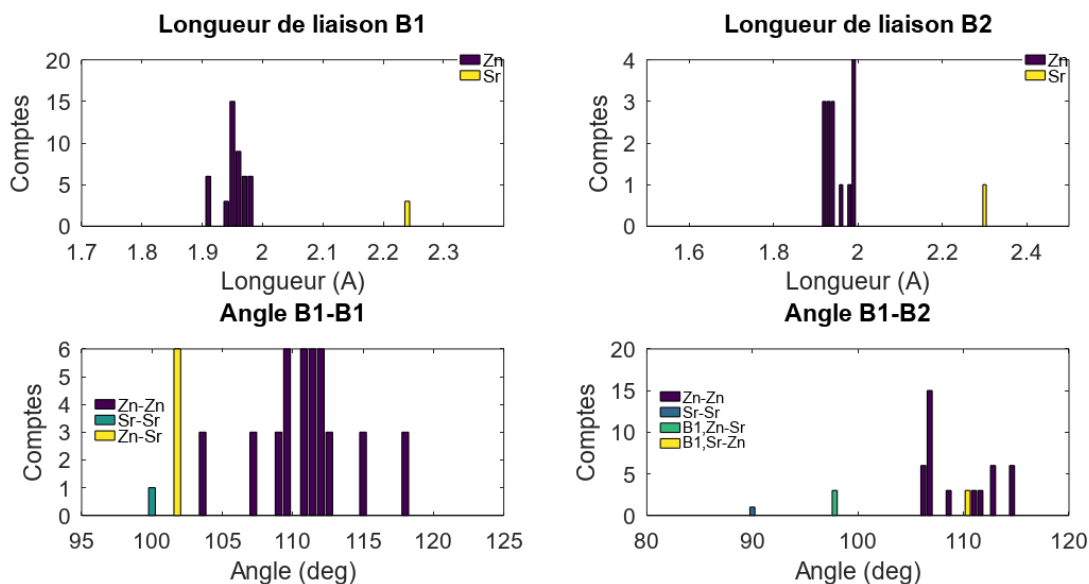 Longueur de liaison B1
Comptes
20
15
10
5
0
Zn
Sr
1.7 1.8 1.9 2 2.1 2.2 2.3
Longueur (A)
Longueur de liaison B2
Comptes
4
3
2
1
0
Zn
Sr
1.6 1.8 2 2.2 2.4
Longueur (A)
Angle B1-B1
Comptes
6
5
4
3
2
1
0
Zn-Zn
Sr-Sr
Zn-Sr
95 100 105 110 115 120 125
Angle (deg)
Angle B1-B2
Comptes
20
15
10
5
0
Zn-Zn
Sr-Sr
B1,Zn-Sr
B1,Sr-Zn
80 90 100 110 120
Angle (deg)